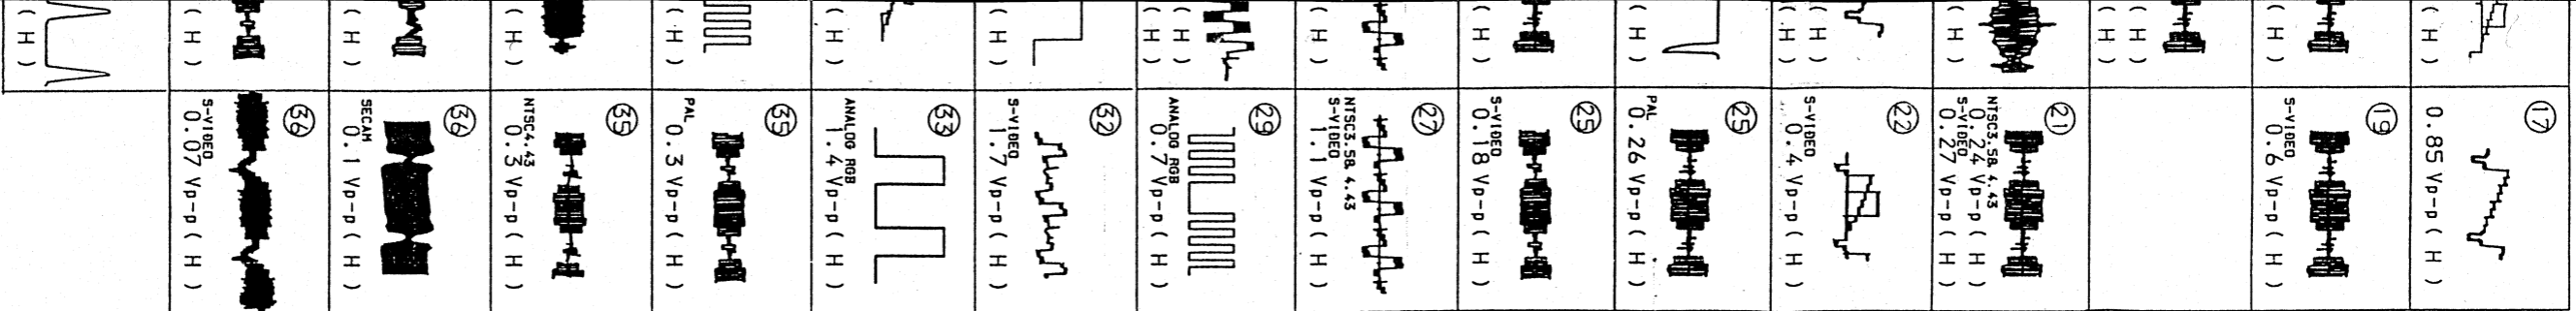 ⑰
( H )
0.85 Vp-p ( H )
⑲
S-VIDEO
( H )
0.6 Vp-p ( H )
( H )
( H )
㉑
NTSC3.58, 4.43
0.24 Vp-p ( H )
S-VIDEO
( H )
0.27 Vp-p ( H )
㉒
S-VIDEO
( H )
( H )
0.4 Vp-p ( H )
㉕
PAL
( H )
0.26 Vp-p ( H )
㉕
S-VIDEO
( H )
0.18 Vp-p ( H )
㉗
NTSC3.58, 4.43
S-VIDEO
( H )
1.1 Vp-p ( H )
㉙
ANALOG RGB
( H )
( H )
0.7 Vp-p ( H )
㉜
S-VIDEO
( H )
1.7 Vp-p ( H )
㉝
ANALOG RGB
( H )
1.4 Vp-p ( H )
㉟
PAL
( H )
0.3 Vp-p ( H )
㉟
NTSC4.43
( H )
0.3 Vp-p ( H )
㊱
SECAM
( H )
0.1 Vp-p ( H )
㊱
S-VIDEO
( H )
0.07 Vp-p ( H )
( H )